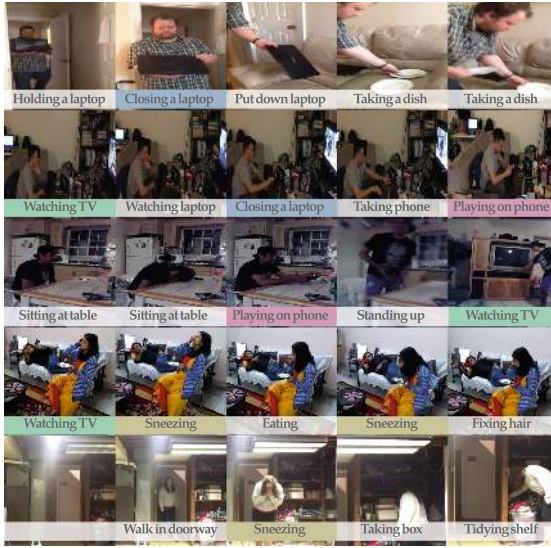 Holding a laptop
Closing a laptop
Put down laptop
Taking a dish
Taking a dish
Watching TV
Watching laptop
Closing a laptop
Taking phone
Playing on phone
Sitting at table
Sitting at table
Playing on phone
Standing up
Watching TV
Watching TV
Sneezing
Eating
Sneezing
Fixing hair
Walk in doorway
Sneezing
Taking box
Tidying shelf